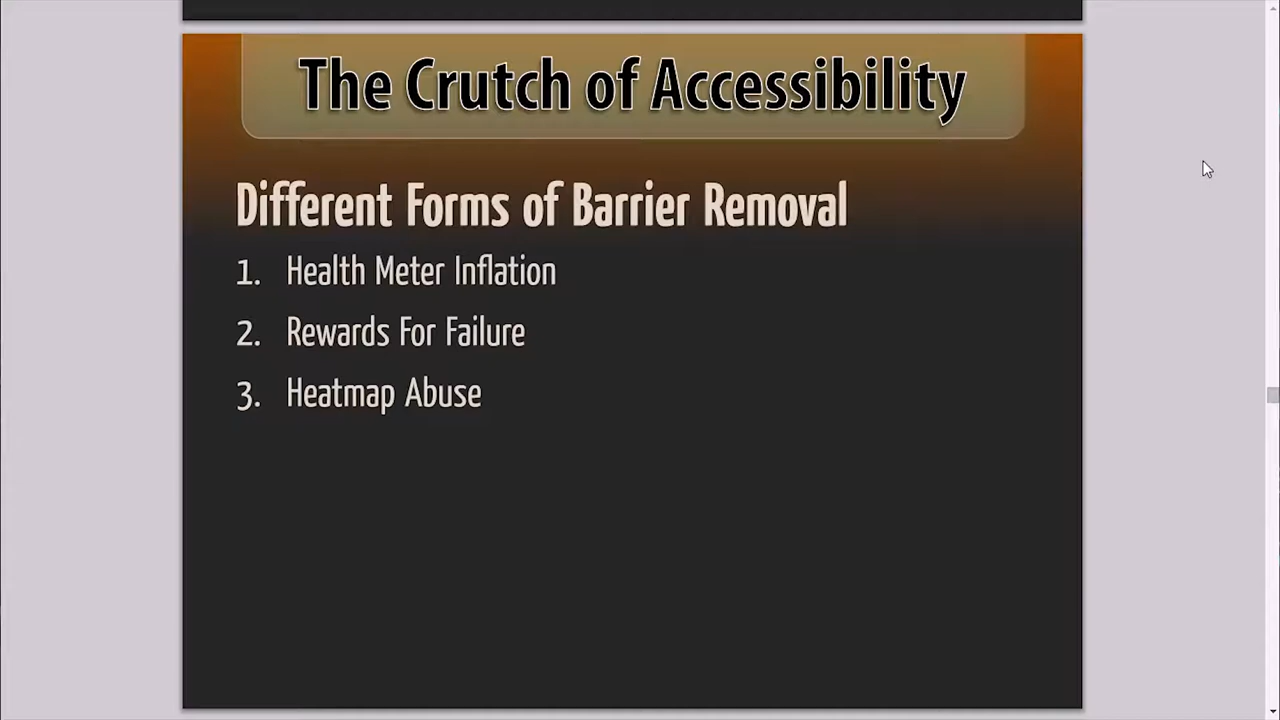 The Crutch of Accessibility
Different Forms of Barrier Removal
1. Health Meter Inflation
2. Rewards For Failure
3. Heatmap Abuse